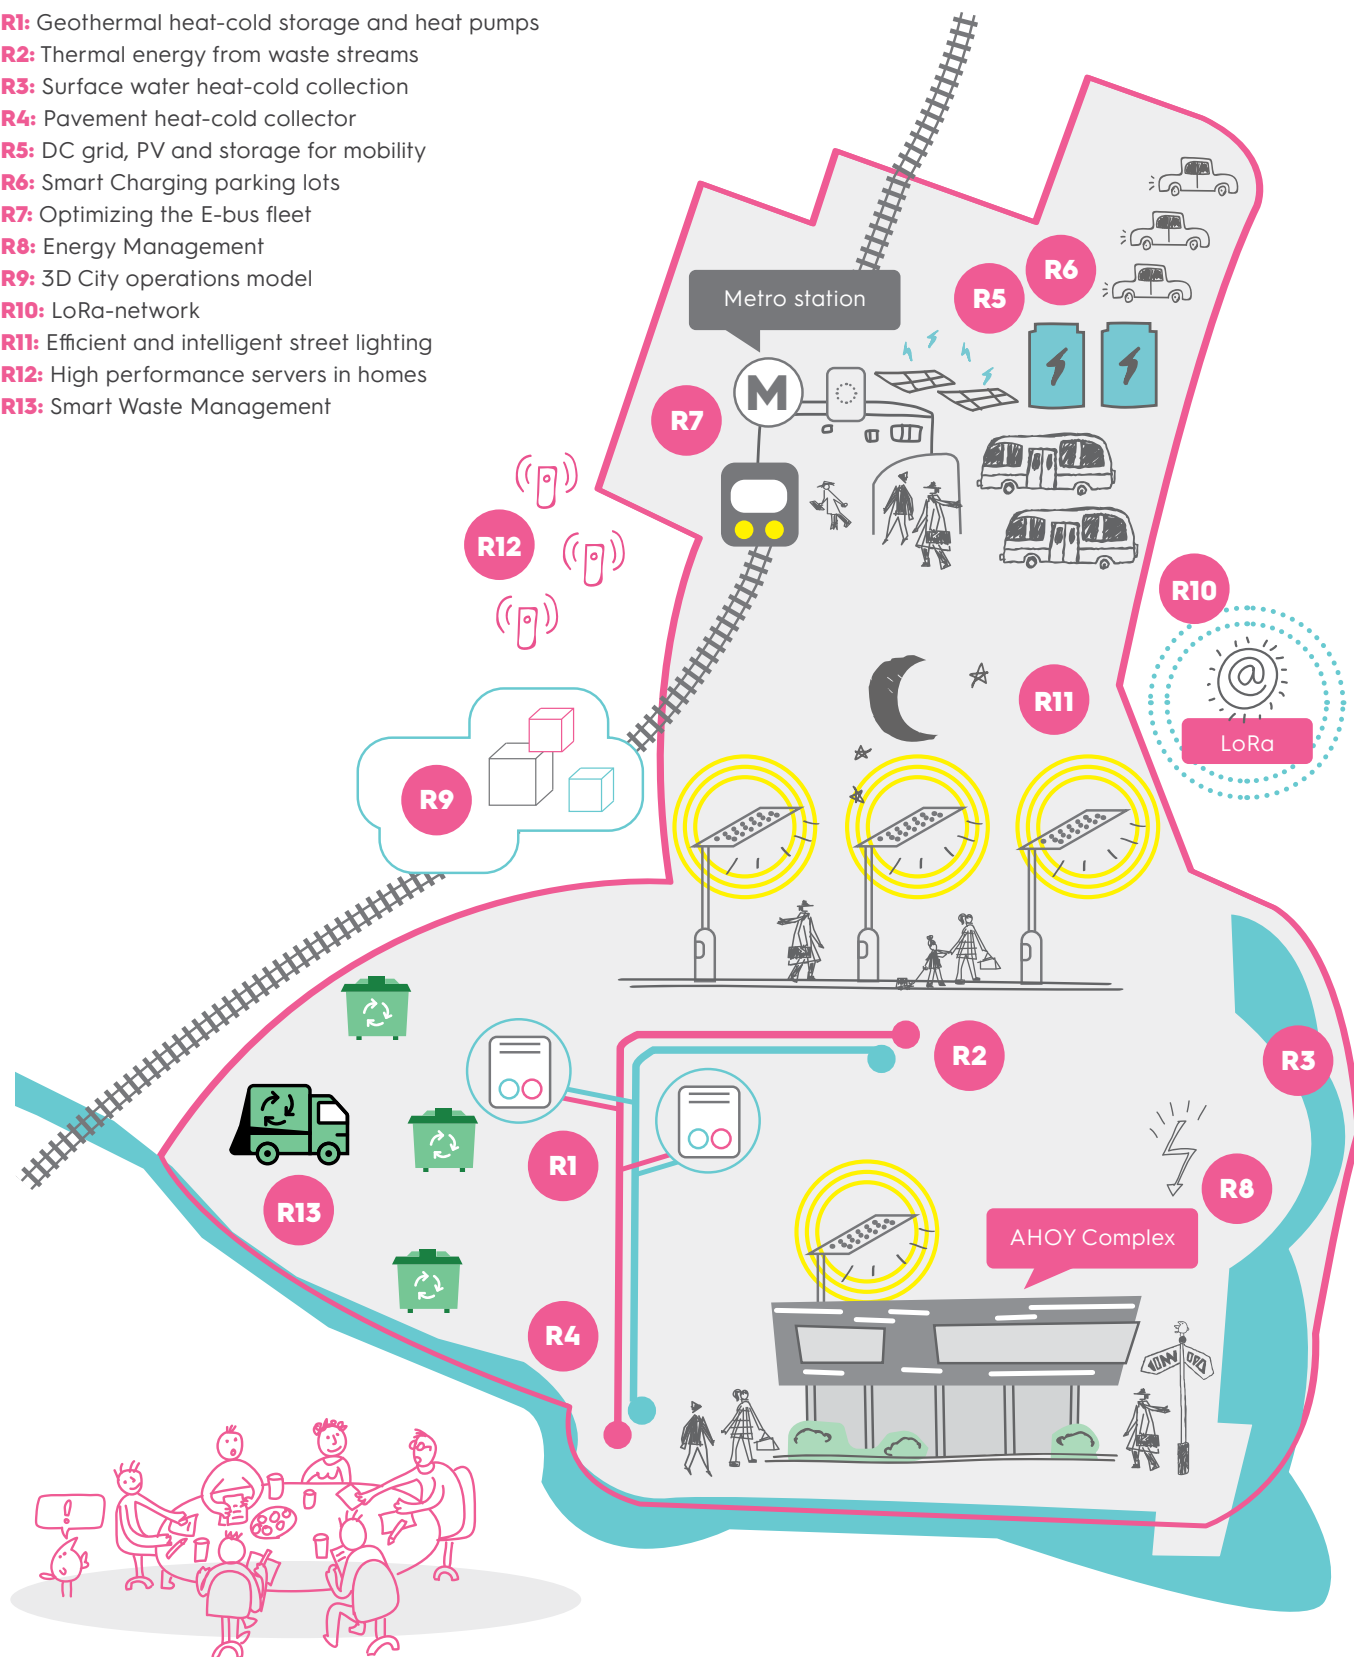 R1: Geothermal heat-cold storage and heat pumps
R2: Thermal energy from waste streams
R3: Surface water heat-cold collection
R4: Pavement heat-cold collector
R5: DC grid, PV and storage for mobility
R6: Smart Charging parking lots
R7: Optimizing the E-bus fleet
R8: Energy Management
R9: 3D City operations model
R10: LoRa-network
R11: Efficient and intelligent street lighting
R12: High performance servers in homes
R13: Smart Waste Management
R6
R5
Metro station
M
R7
R12
R10
@
LoRa
R11
R9
R2
R3
R1
R8
R13
AHOY Complex
R4
!